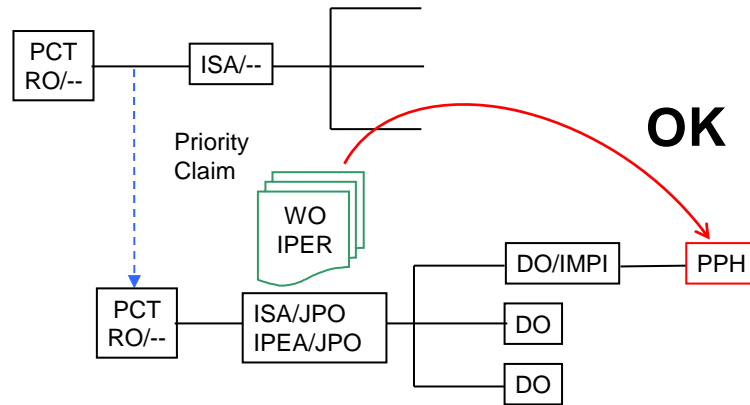 PCT
RO/--
ISA/--
OK
Priority
Claim
WO
IPER
DO/IMPI
PPH
PCT
RO/--
ISA/JPO
IPEA/JPO
DO
DO